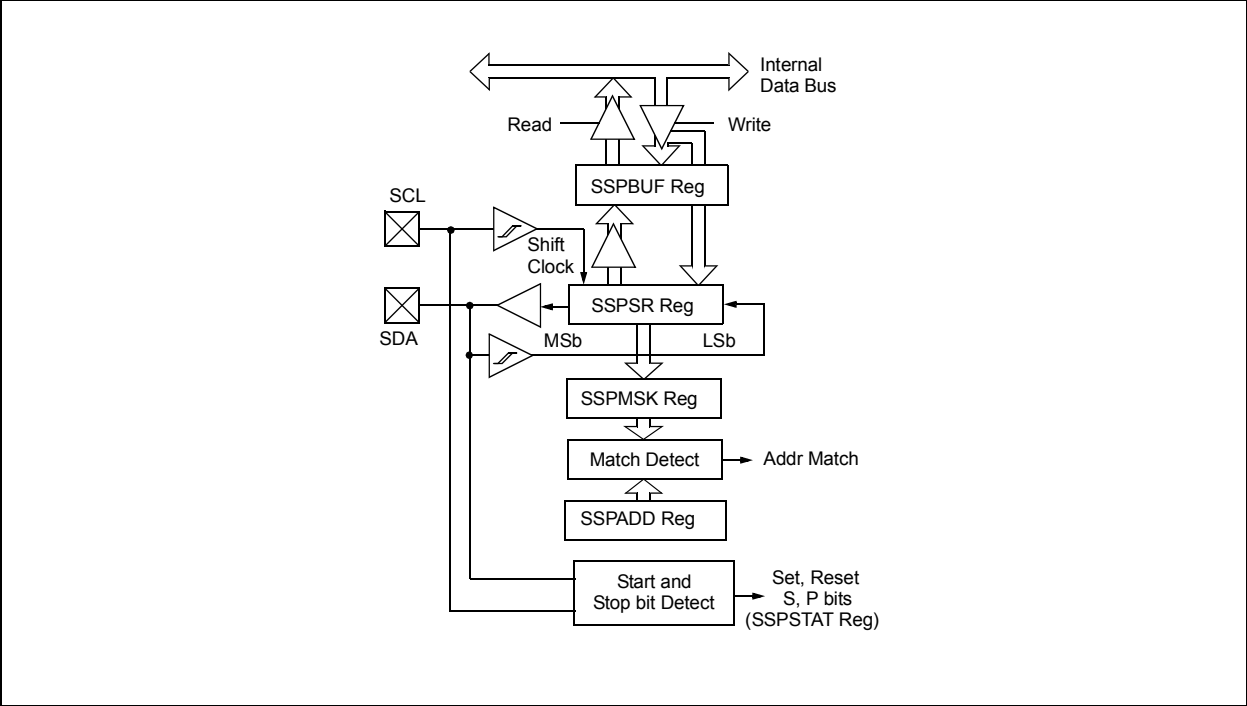 Internal
Data Bus
Read
Write
SSPBUF Reg
SCL
Shift
Clock
SSPSR Reg
SDA
MSb
LSb
SSPMSK Reg
Match Detect
Addr Match
SSPADD Reg
Start and
Stop bit Detect
Set, Reset
S, P bits
(SSPSTAT Reg)